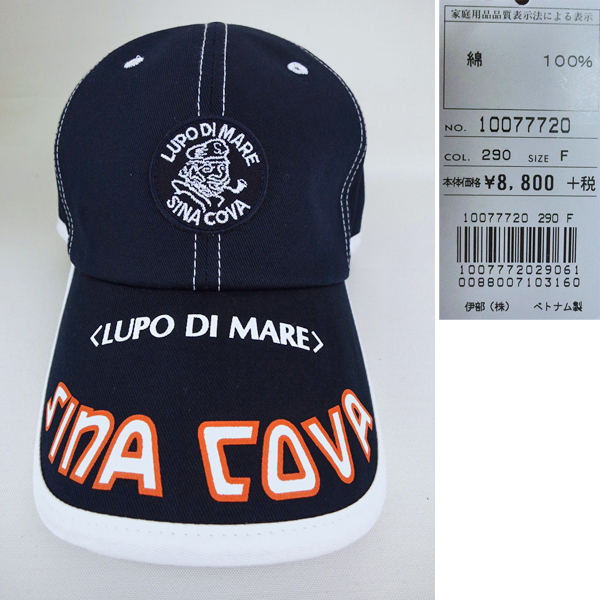 LUPO DI MARE
SINA COVA
<LUPO DI MARE>
SINA COVA
家庭用品品質表示法による表示
綿 100%
NO. 10077720
COL. 290 SIZE F
本体価格 ¥8,800 +税
10077720 290 F
1007772029061
0088007103160
伊部(株) ベトナム製